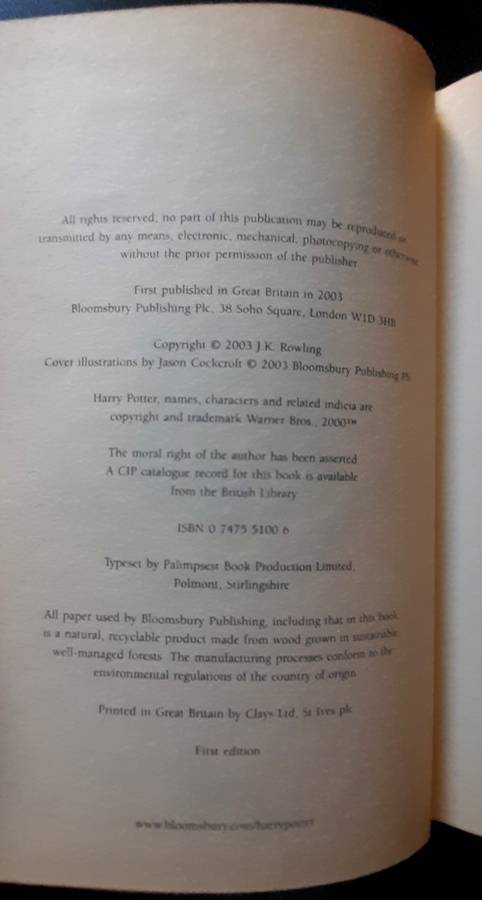 All rights reserved, no part of this publication may be reproduced or
transmitted by any means, electronic, mechanical, photocopying or otherwise
without the prior permission of the publisher
First published in Great Britain in 2003
Bloomsbury Publishing Plc, 38 Soho Square, London W1D 3HB
Copyright © 2003 J.K. Rowling
Cover illustrations by Jason Cockcroft © 2003 Bloomsbury Publishing Plc
Harry Potter, names, characters and related indicia are
copyright and trademark Warner Bros., 2000™
The moral right of the author has been asserted
A CIP catalogue record for this book is available
from the British Library
ISBN 0 7475 5100 6
Typeset by Palimpsest Book Production Limited,
Polmont, Stirlingshire
All paper used by Bloomsbury Publishing, including that in this book
is a natural, recyclable product made from wood grown in sustainable
well-managed forests. The manufacturing processes conform to the
environmental regulations of the country of origin
Printed in Great Britain by Clays Ltd, St Ives plc
First edition
www.bloomsbury.com/harrypotter